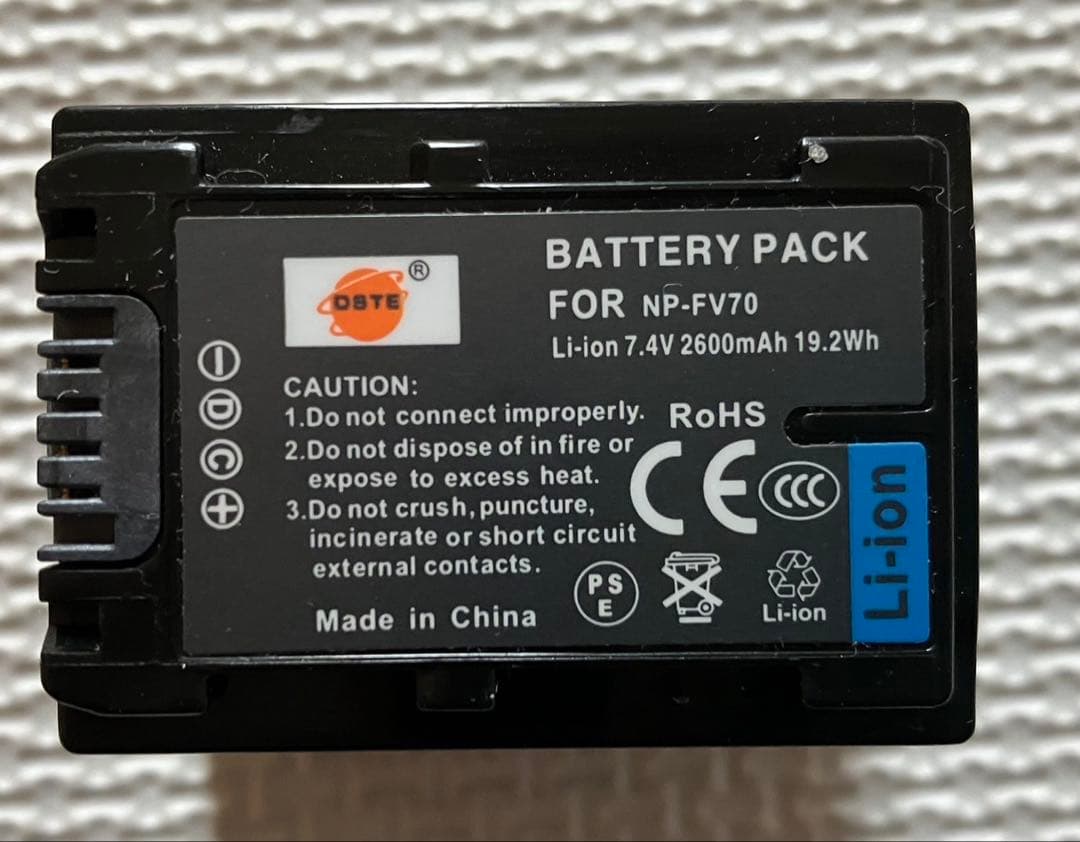 DSTE ®
BATTERY PACK
FOR NP-FV70
Li-ion 7.4V 2600mAh 19.2Wh
D
C
CAUTION:
1.Do not connect improperly.
2.Do not dispose of in fire or
expose to excess heat.
3.Do not crush, puncture,
incinerate or short circuit
external contacts.
Made in China
RoHS
CE
CCC
PS
E
Li-ion
Li-ion